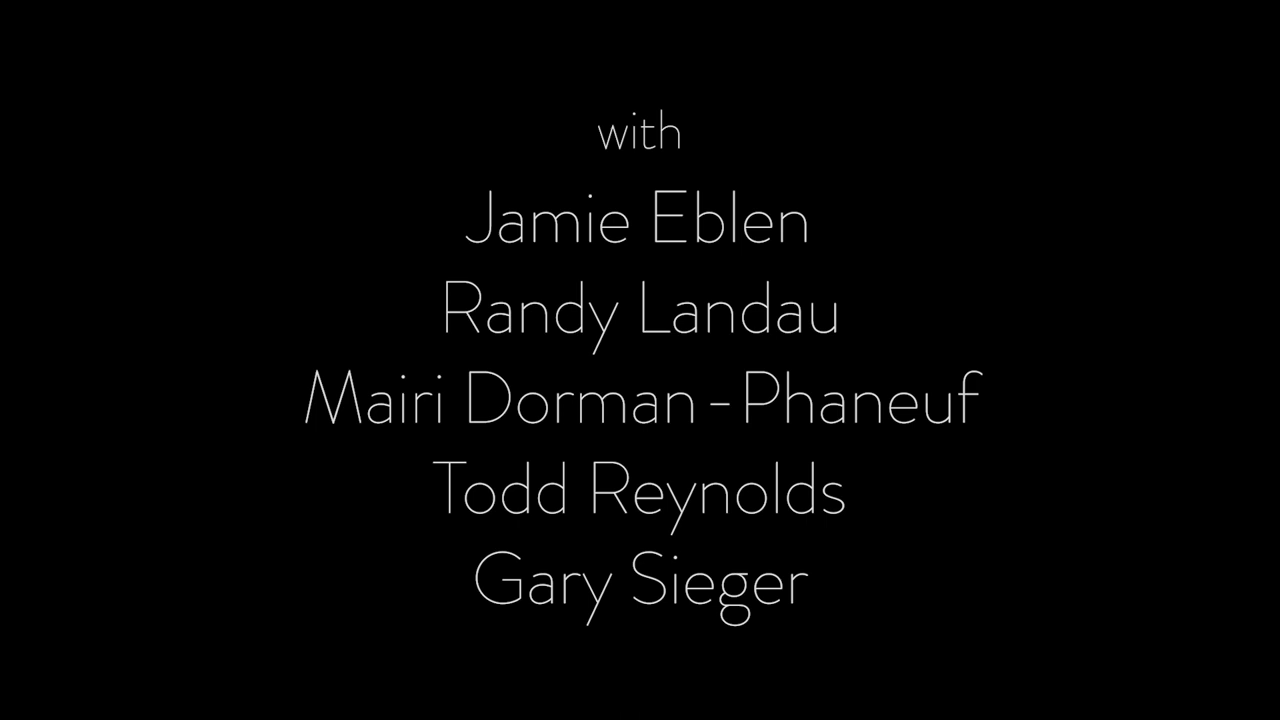 with
Jamie Eblen
Randy Landau
Mairi Dorman-Phaneuf
Todd Reynolds
Gary Sieger